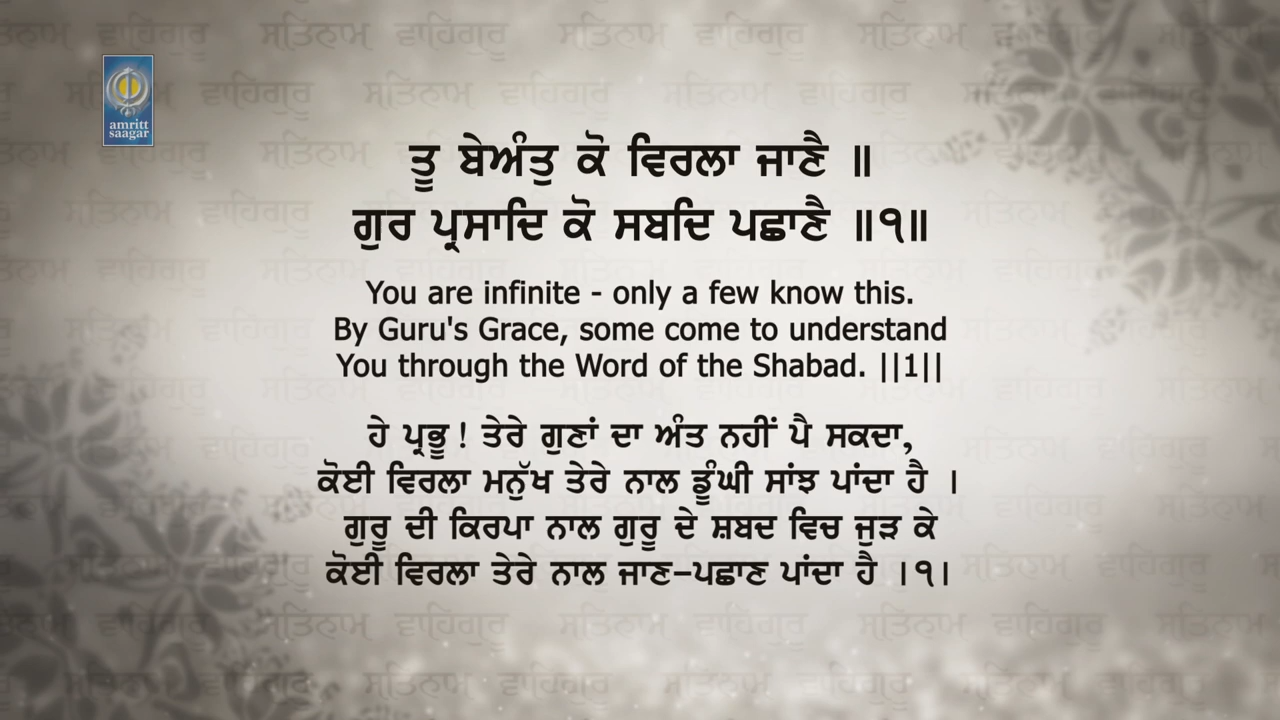 amritt
saagar
ਤੂ ਬੇਅੰਤੁ ਕੋ ਵਿਰਲਾ ਜਾਣੈ ॥
ਗੁਰ ਪ੍ਰਸਾਦਿ ਕੋ ਸਬਦਿ ਪਛਾਣੈ ॥੧॥
You are infinite - only a few know this.
By Guru's Grace, some come to understand
You through the Word of the Shabad. ||1||
ਹੇ ਪ੍ਰਭੂ! ਤੇਰੇ ਗੁਣਾਂ ਦਾ ਅੰਤ ਨਹੀਂ ਪੈ ਸਕਦਾ,
ਕੋਈ ਵਿਰਲਾ ਮਨੁੱਖ ਤੇਰੇ ਨਾਲ ਡੂੰਘੀ ਸਾਂਝ ਪਾਂਦਾ ਹੈ ।
ਗੁਰੂ ਦੀ ਕਿਰਪਾ ਨਾਲ ਗੁਰੂ ਦੇ ਸ਼ਬਦ ਵਿਚ ਜੁੜ ਕੇ
ਕੋਈ ਵਿਰਲਾ ਤੇਰੇ ਨਾਲ ਜਾਣ-ਪਛਾਣ ਪਾਂਦਾ ਹੈ ।੧।